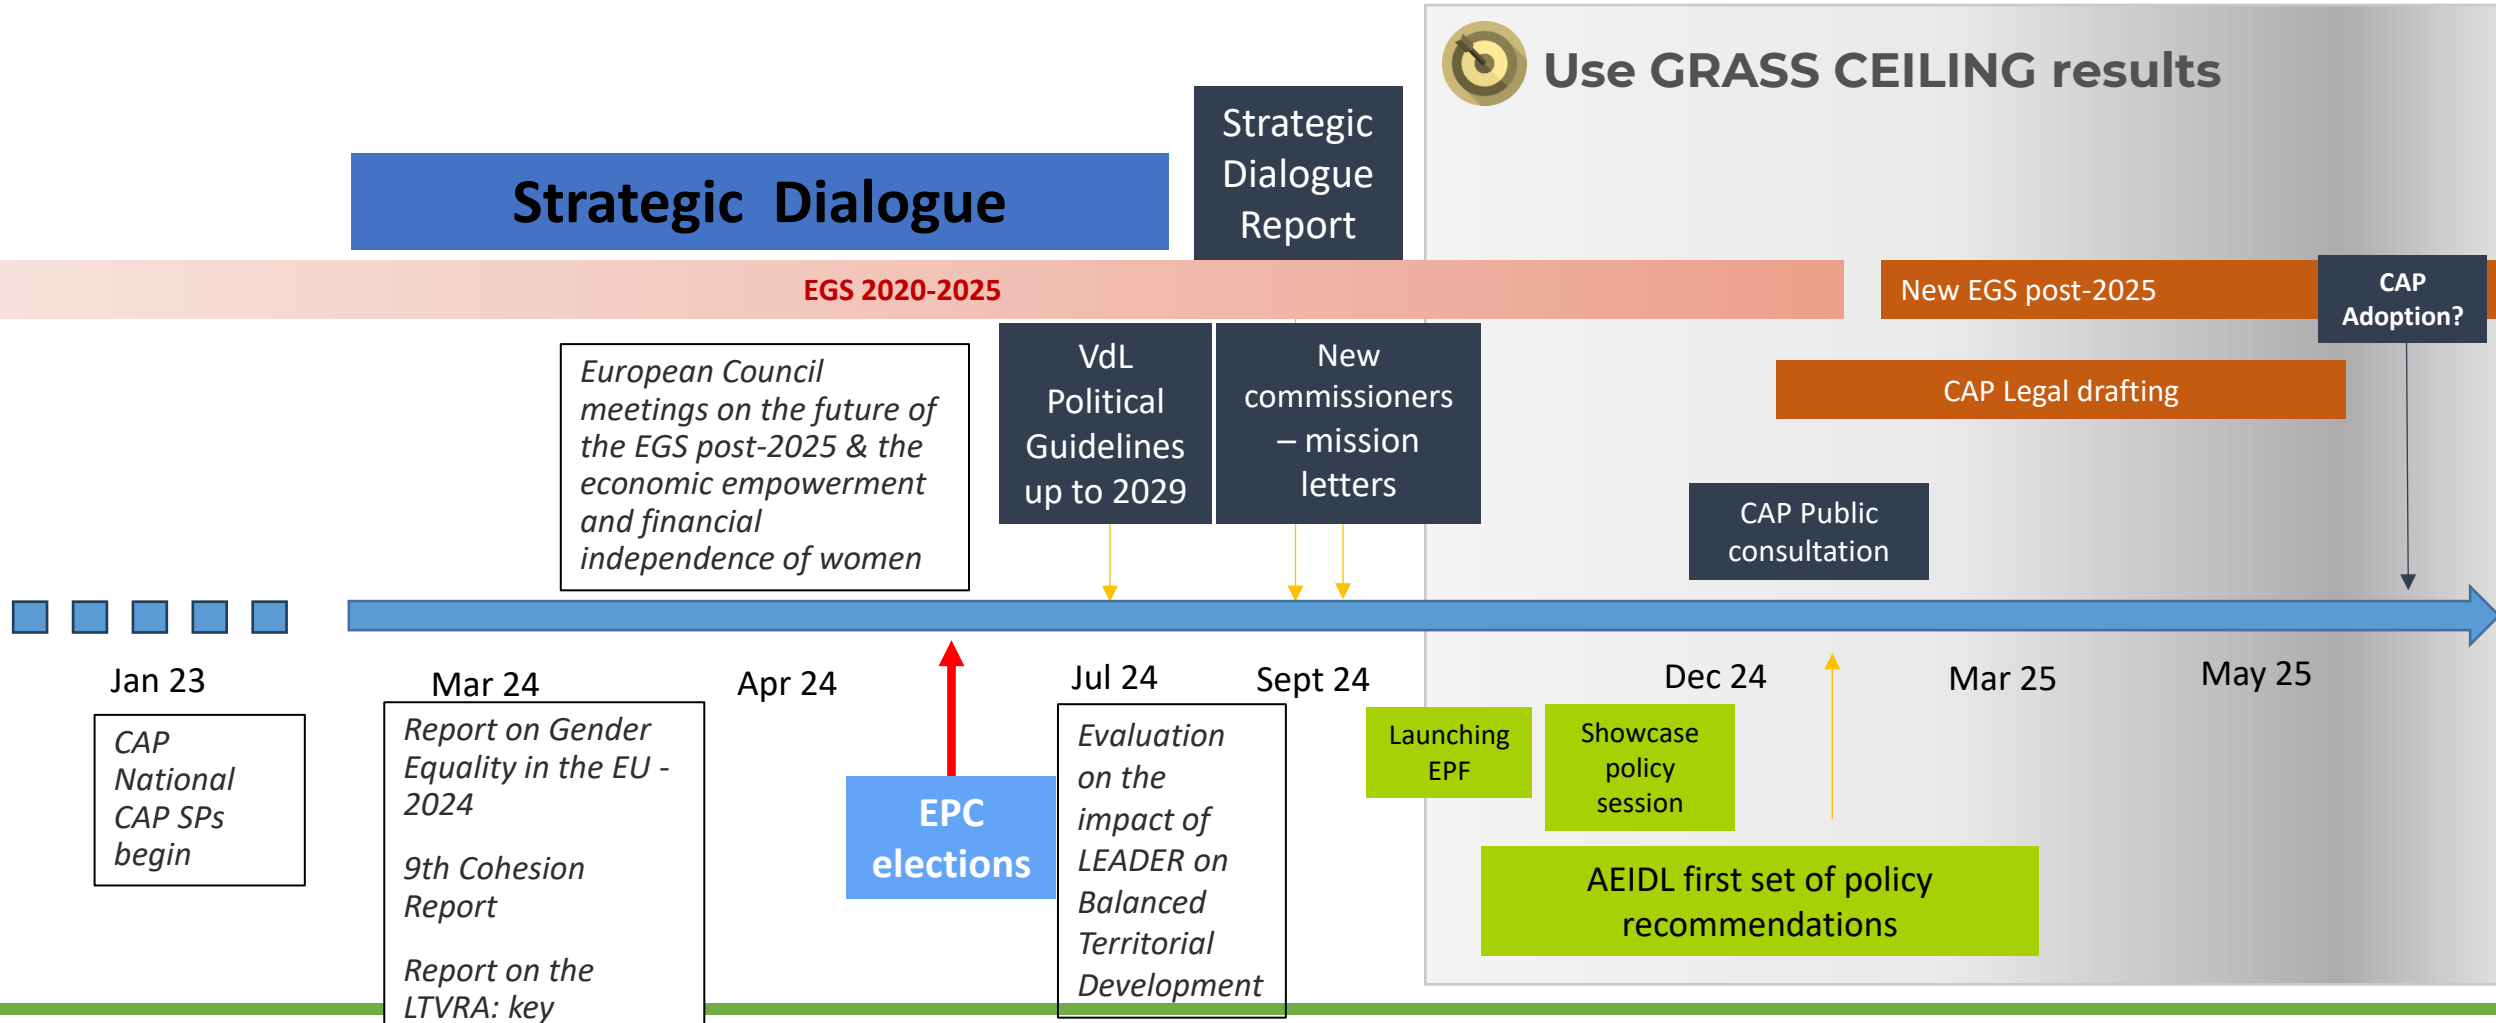 Use GRASS CEILING results
Strategic
Dialogue
Report
Strategic Dialogue
EGS 2020-2025
New EGS post-2025
CAP
Adoption?
European Council
meetings on the future of
the EGS post-2025 & the
economic empowerment
and financial
independence of women
VdL
Political
Guidelines
up to 2029
New
commissioners
– mission
letters
CAP Legal drafting
CAP Public
consultation
Jan 23
Mar 24
Apr 24
Jul 24
Sept 24
Dec 24
Mar 25
May 25
CAP
National
CAP SPs
begin
Report on Gender
Equality in the EU -
2024
9th Cohesion
Report
Report on the
LTVRA: key
EPC
elections
Evaluation
on the
impact of
LEADER on
Balanced
Territorial
Development
Launching
EPF
Showcase
policy
session
AEIDL first set of policy
recommendations